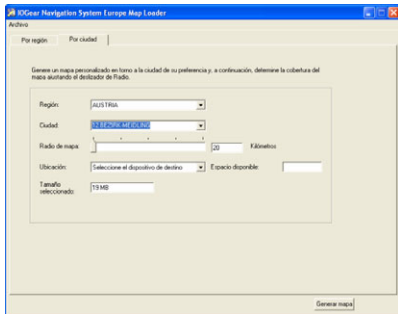 IOGear Navigation System Europe Map Loader
Archivo
Por región
Por ciudad
Genere un mapa personalizado en torno a la ciudad de su preferencia y, a continuación, determine la cobertura del
mapa ajustando el deslizador de Radio.
Región:
AUSTRIA
Ciudad:
12.BEZIRK-MEIDLING
Radio de mapa:
20
Kilómetros
Ubicación:
Seleccione el dispositivo de destino
Espacio disponible:
Tamaño
seleccionado:
19 MB
Generar mapa